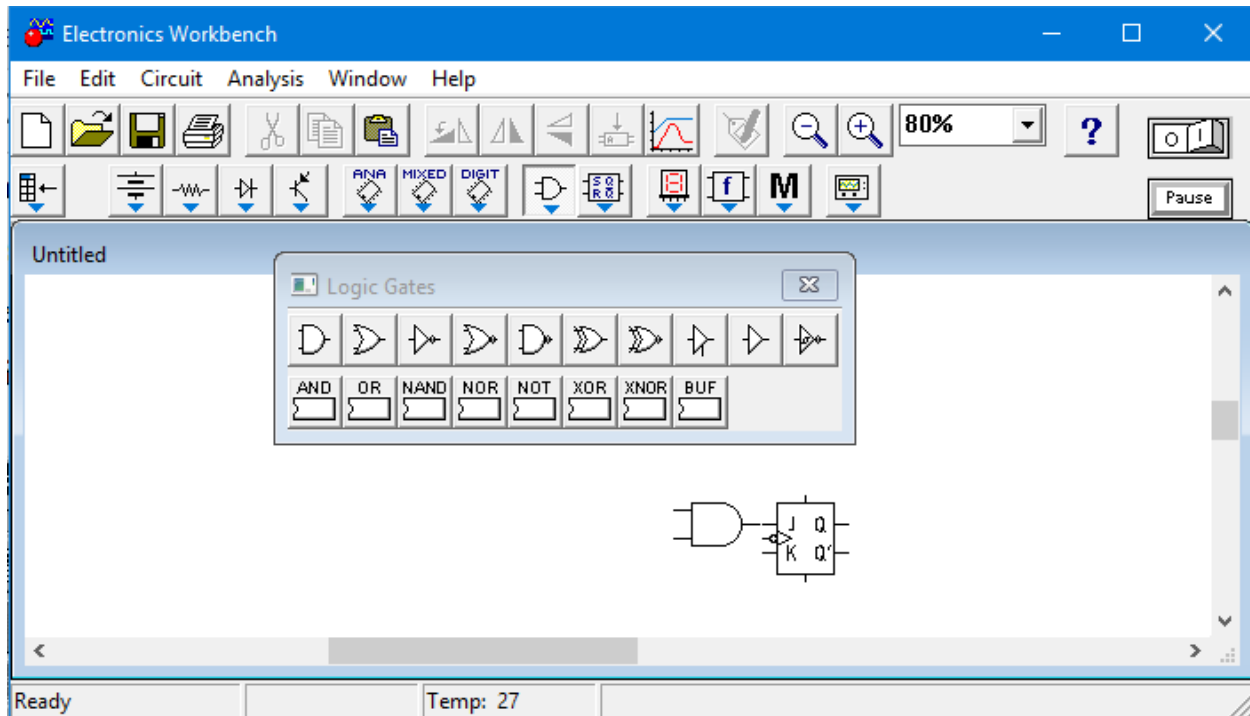 Electronics Workbench
File Edit Circuit Analysis Window Help
80% ? O I
ANA MIXED DIGIT S Q R Q f M Pause
Untitled
Logic Gates
AND OR NAND NOR NOT XOR XNOR BUF
J Q
K Q'
Ready Temp: 27